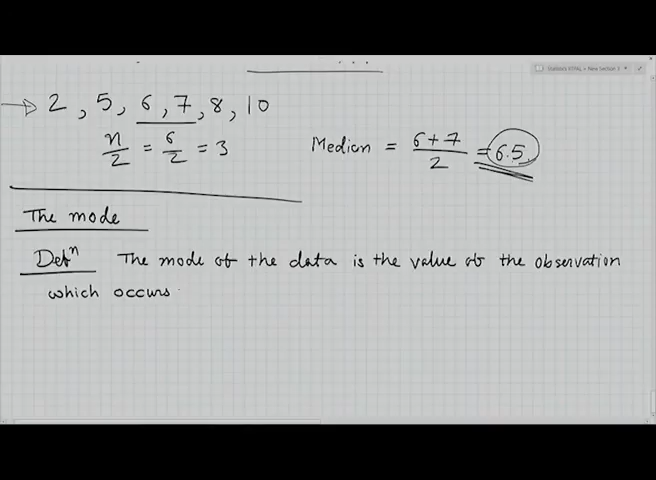 2, 5, 6, 7, 8, 10
n/2 = 6/2 = 3
Median = (6+7)/2 = 6.5
The mode
Defⁿ The mode of the data is the value of the observation
which occurs